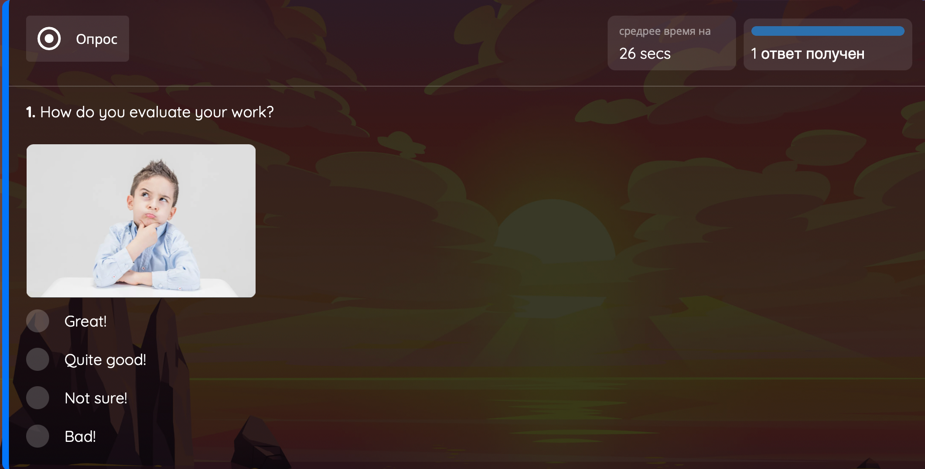 Опрос
средрее время на
26 secs
1 ответ получен
1. How do you evaluate your work?
Great!
Quite good!
Not sure!
Bad!